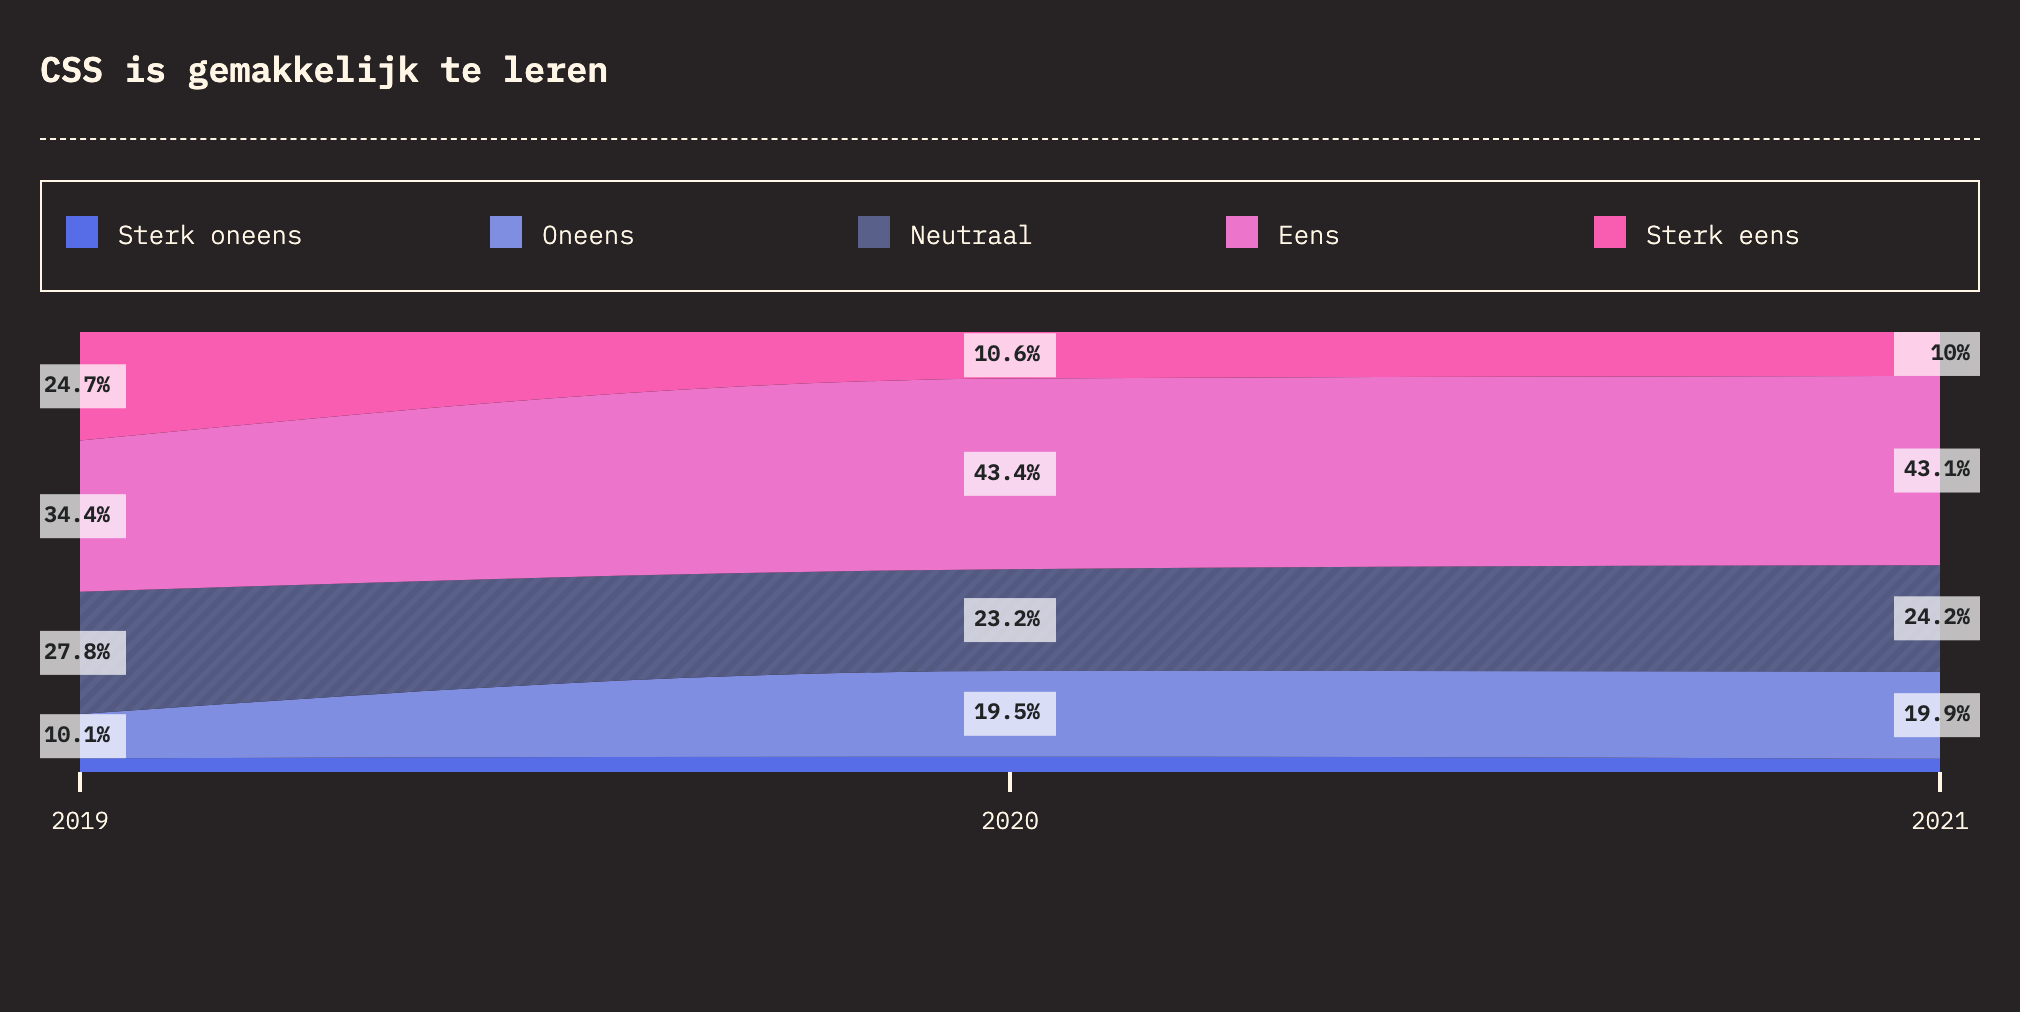 CSS is gemakkelijk te leren
Sterk oneens
Oneens
Neutraal
Eens
Sterk eens
24.7%
10.6%
10%
34.4%
43.4%
43.1%
27.8%
23.2%
24.2%
10.1%
19.5%
19.9%
2019
2020
2021